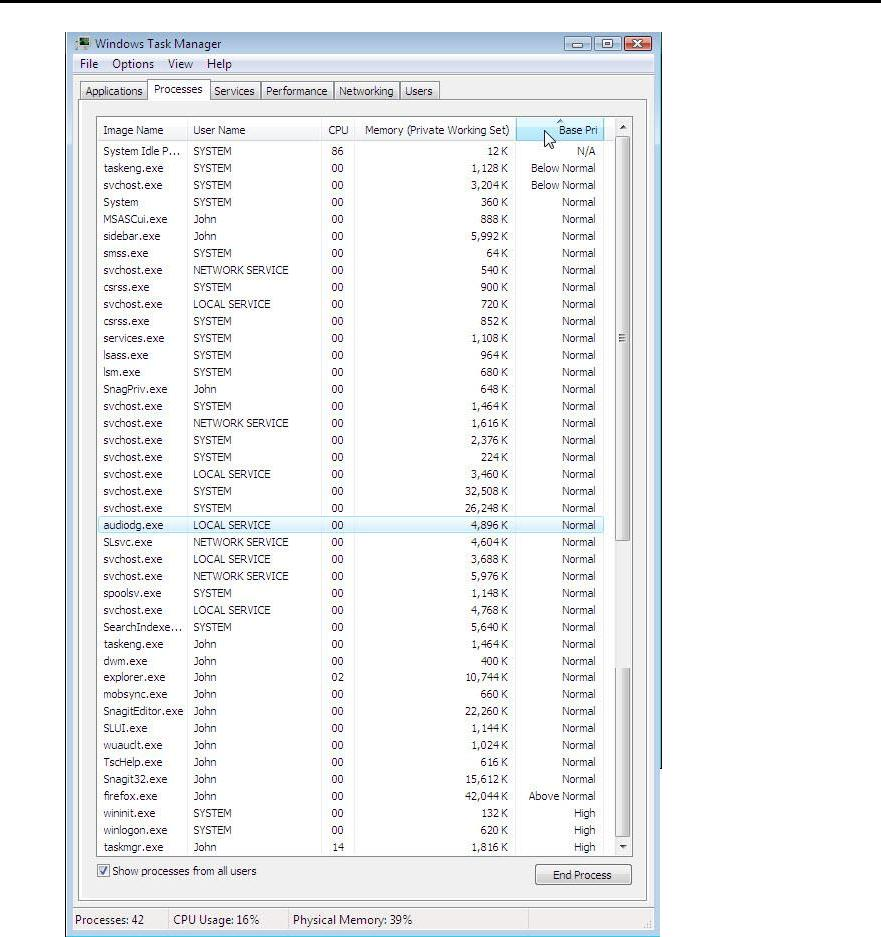 Windows Task Manager
File Options View Help
Applications Processes Services Performance Networking Users
Image Name User Name CPU Memory (Private Working Set) Base Pri
System Idle P... SYSTEM 86 12 K N/A
taskeng.exe SYSTEM 00 1,128 K Below Normal
svchost.exe SYSTEM 00 3,204 K Below Normal
System SYSTEM 00 360 K Normal
MSASCui.exe John 00 888 K Normal
sidebar.exe John 00 5,992 K Normal
smss.exe SYSTEM 00 64 K Normal
svchost.exe NETWORK SERVICE 00 540 K Normal
csrss.exe SYSTEM 00 900 K Normal
svchost.exe LOCAL SERVICE 00 720 K Normal
csrss.exe SYSTEM 00 852 K Normal
services.exe SYSTEM 00 1,108 K Normal
lsass.exe SYSTEM 00 964 K Normal
lsm.exe SYSTEM 00 680 K Normal
SnagPriv.exe John 00 648 K Normal
svchost.exe SYSTEM 00 1,464 K Normal
svchost.exe NETWORK SERVICE 00 1,616 K Normal
svchost.exe SYSTEM 00 2,376 K Normal
svchost.exe SYSTEM 00 224 K Normal
svchost.exe LOCAL SERVICE 00 3,460 K Normal
svchost.exe SYSTEM 00 32,508 K Normal
svchost.exe SYSTEM 00 26,248 K Normal
audiodg.exe LOCAL SERVICE 00 4,896 K Normal
SLsvc.exe NETWORK SERVICE 00 4,604 K Normal
svchost.exe LOCAL SERVICE 00 3,688 K Normal
svchost.exe NETWORK SERVICE 00 5,976 K Normal
spoolsv.exe SYSTEM 00 1,148 K Normal
svchost.exe LOCAL SERVICE 00 4,768 K Normal
SearchIndexe... SYSTEM 00 5,640 K Normal
taskeng.exe John 00 1,464 K Normal
dwm.exe John 00 400 K Normal
explorer.exe John 02 10,744 K Normal
mobsync.exe John 00 660 K Normal
SnagitEditor.exe John 00 22,260 K Normal
SLUI.exe John 00 1,144 K Normal
wuauclt.exe John 00 1,024 K Normal
TscHelp.exe John 00 616 K Normal
Snagit32.exe John 00 15,612 K Normal
firefox.exe John 00 42,044 K Above Normal
wininit.exe SYSTEM 00 132 K High
winlogon.exe SYSTEM 00 620 K High
taskmgr.exe John 14 1,816 K High
Show processes from all users End Process
Processes: 42 CPU Usage: 16% Physical Memory: 39%